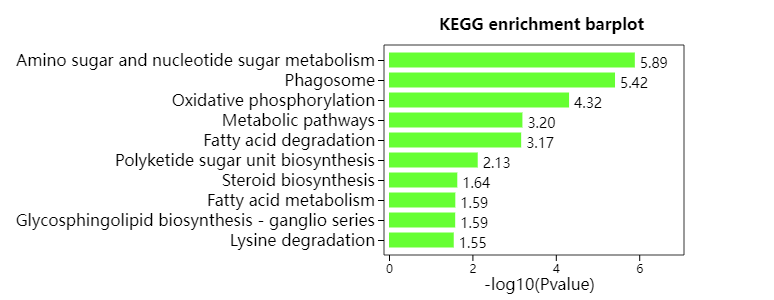 KEGG enrichment barplot
Amino sugar and nucleotide sugar metabolism 5.89
Phagosome 5.42
Oxidative phosphorylation 4.32
Metabolic pathways 3.20
Fatty acid degradation 3.17
Polyketide sugar unit biosynthesis 2.13
Steroid biosynthesis 1.64
Fatty acid metabolism 1.59
Glycosphingolipid biosynthesis - ganglio series 1.59
Lysine degradation 1.55
0 2 4 6
-log10(Pvalue)